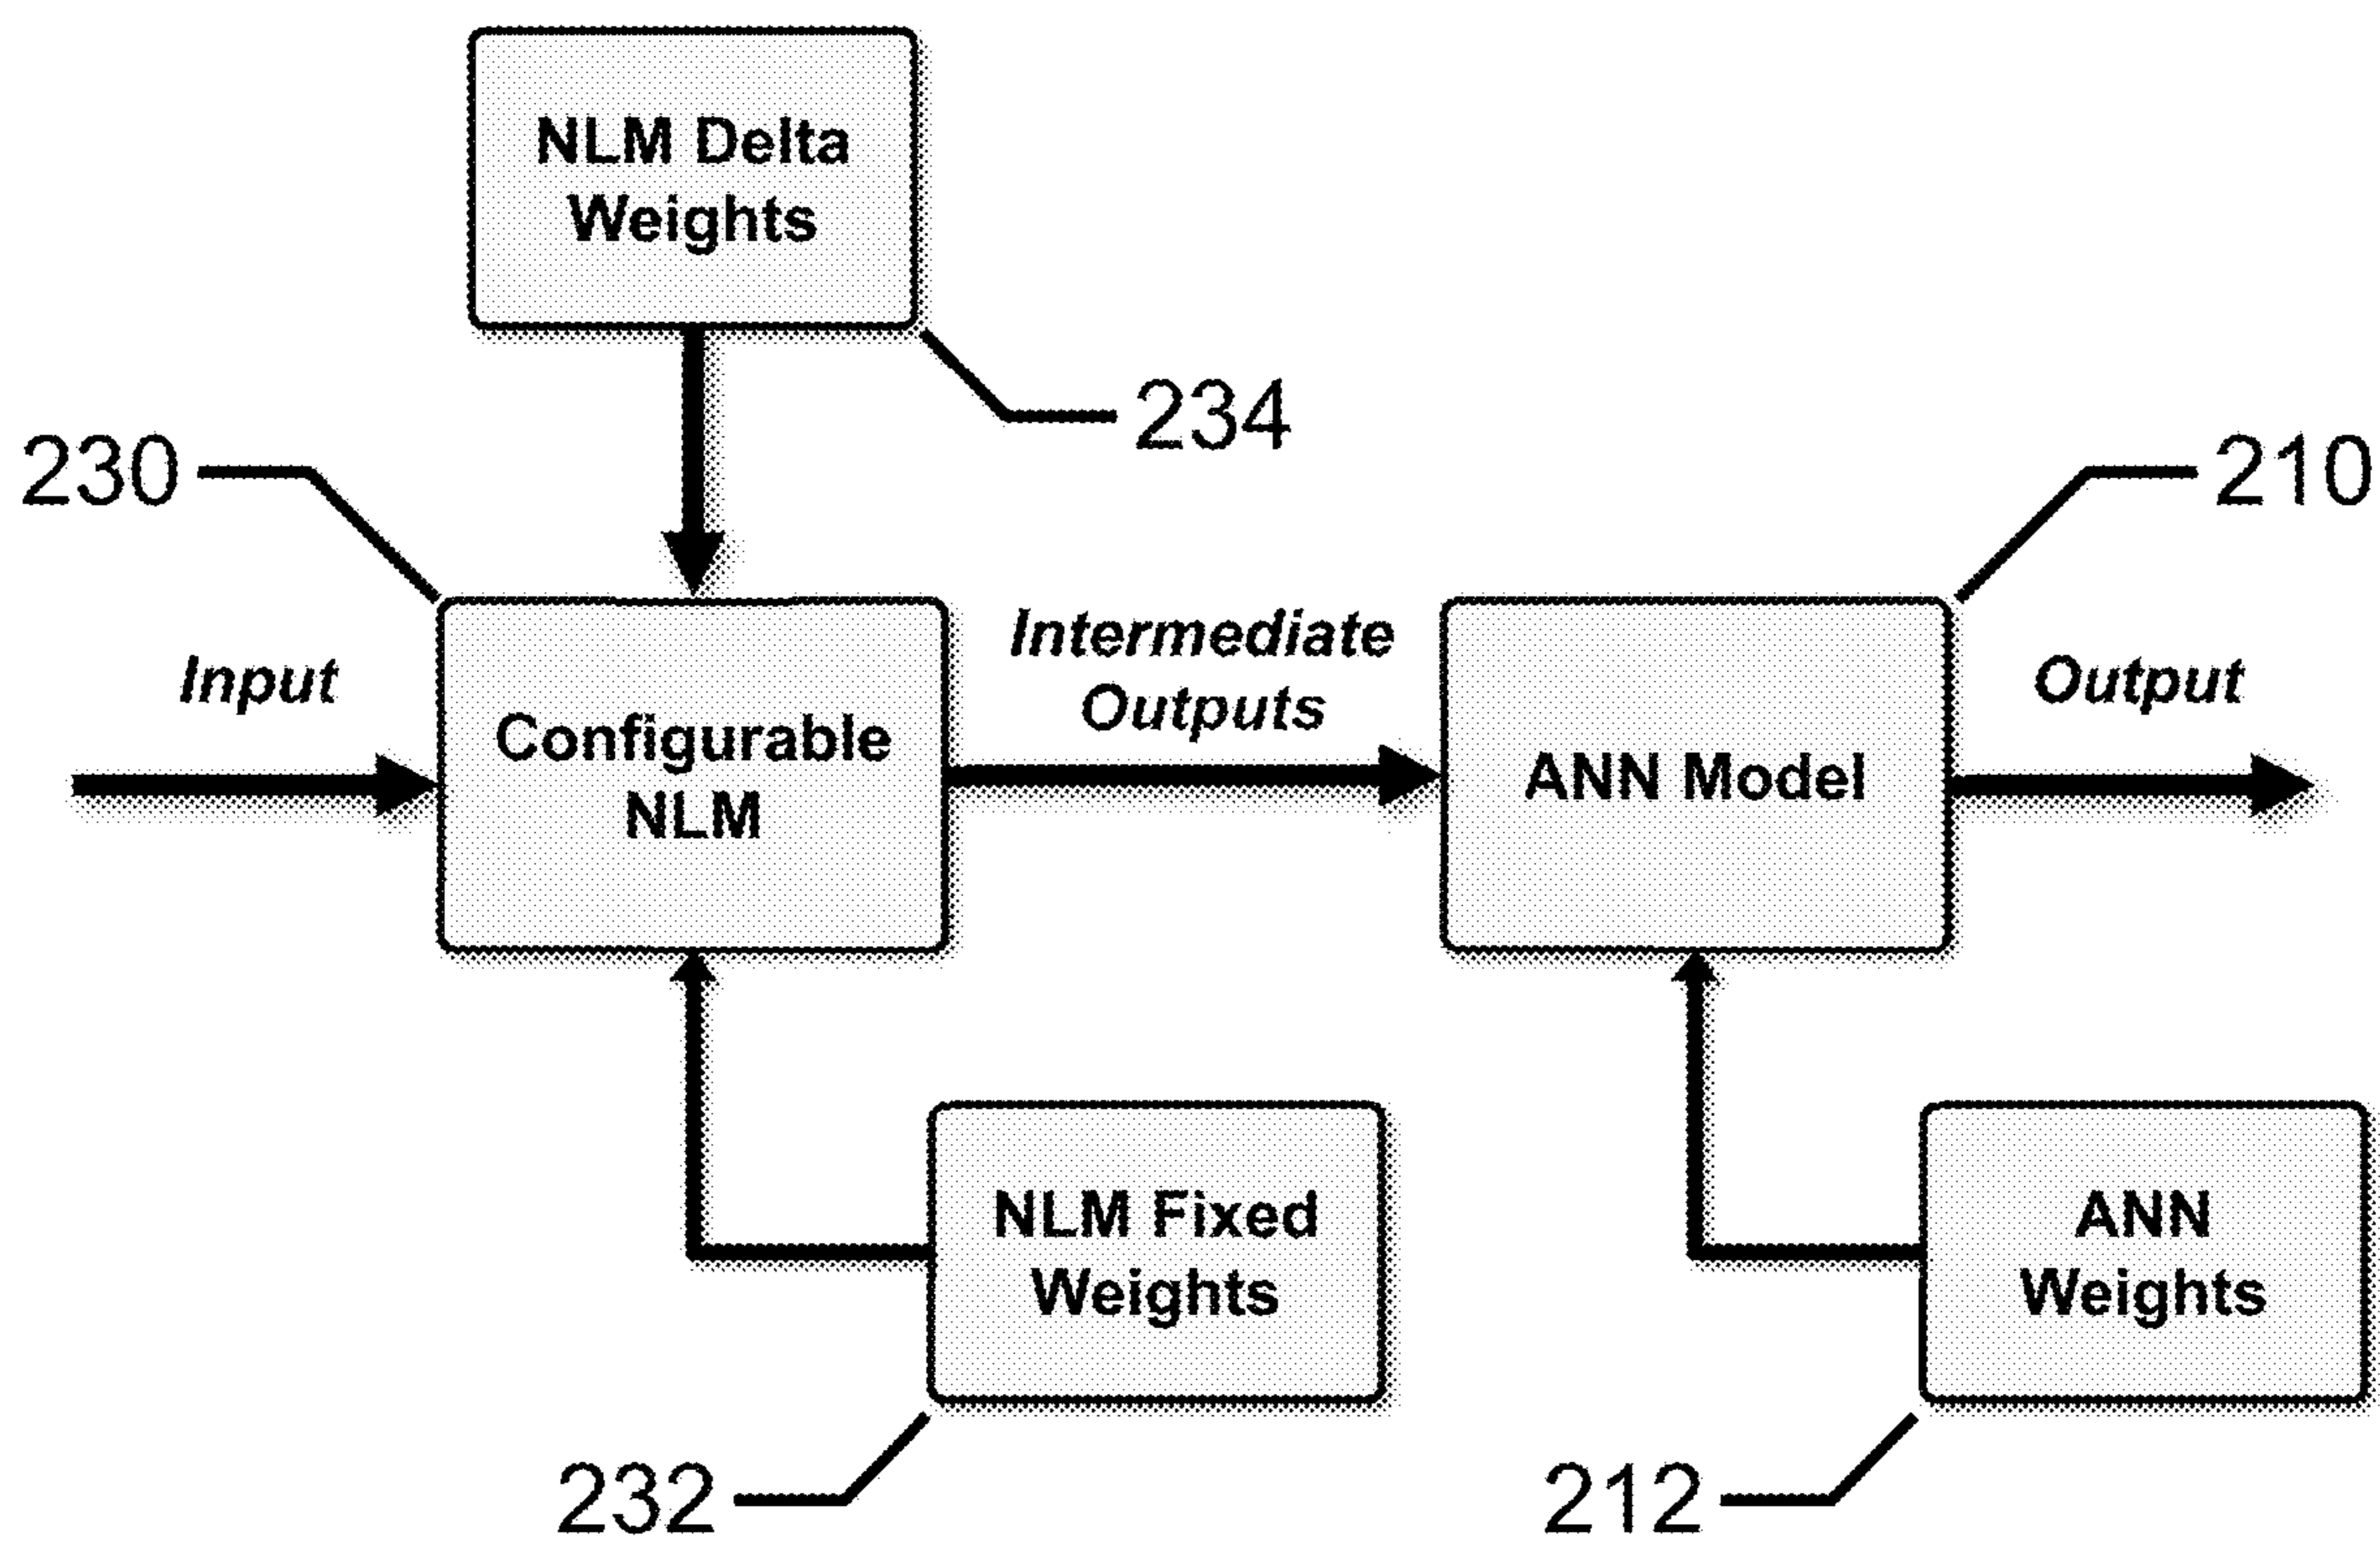 NLM Delta
Weights
234
230
210
Input
Configurable
NLM
Intermediate
Outputs
ANN Model
Output
NLM Fixed
Weights
232
ANN
Weights
212